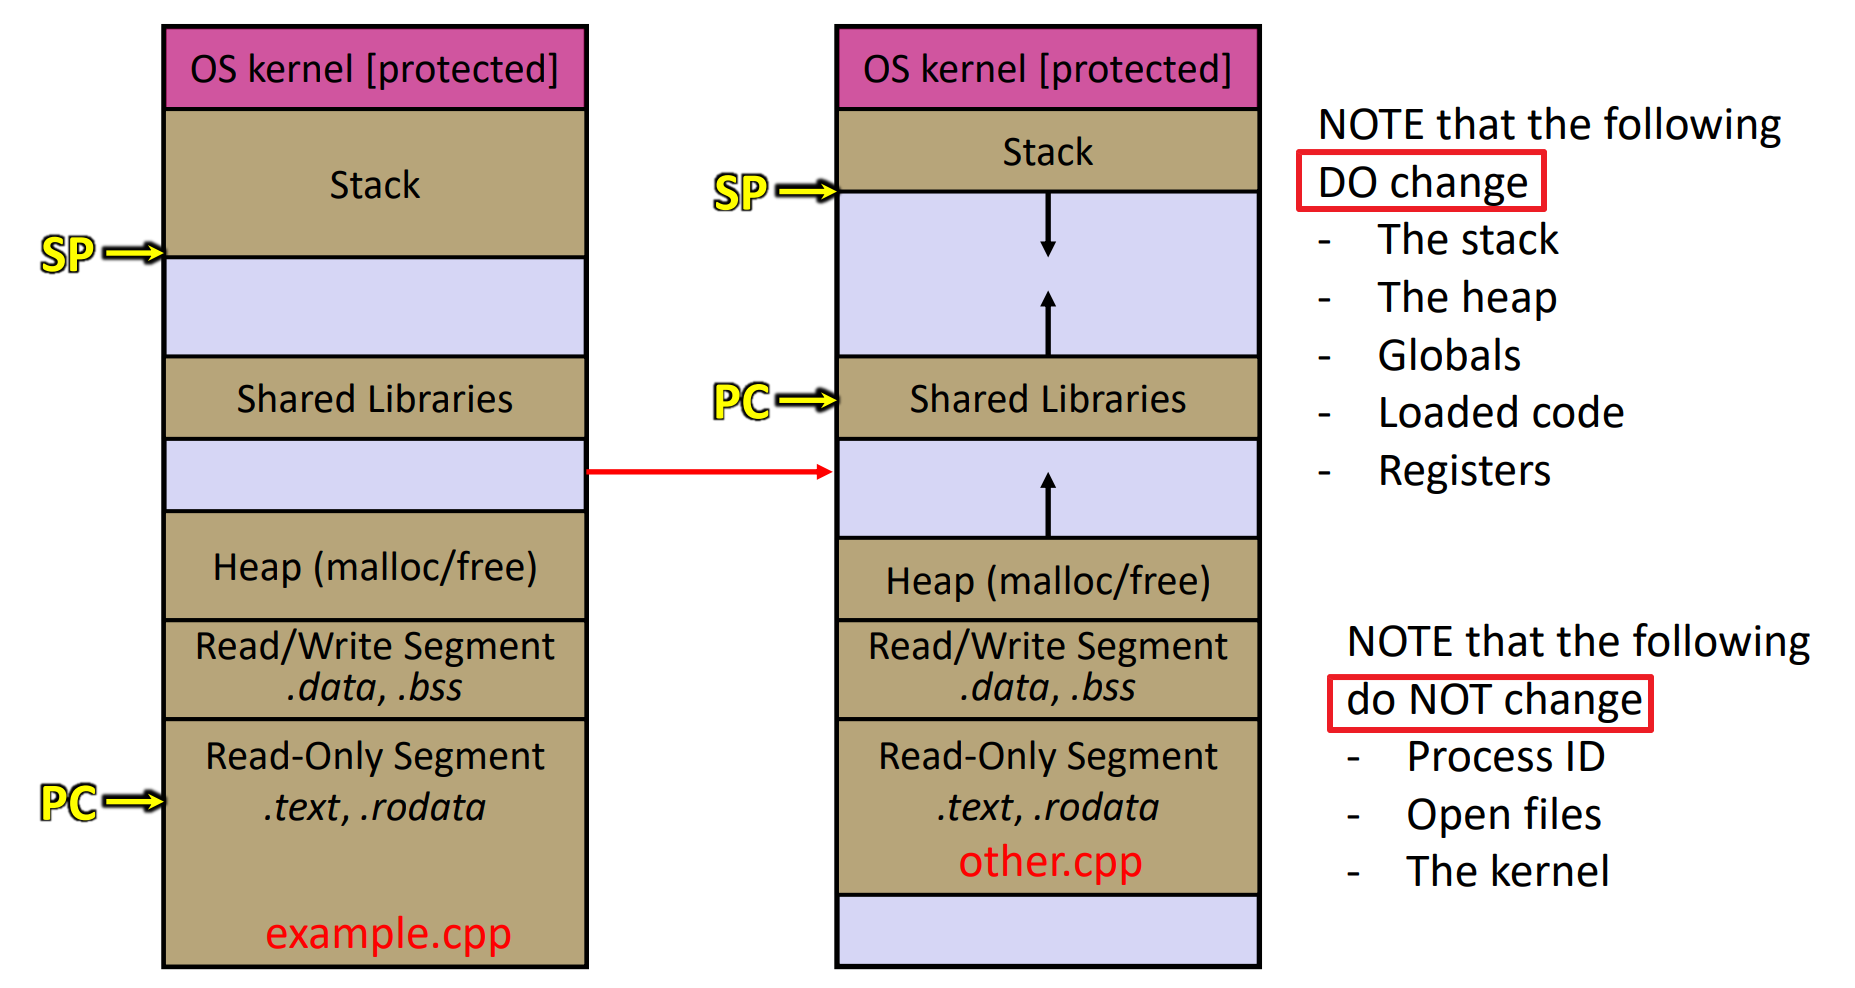 OS kernel [protected]
Stack
SP
Shared Libraries
Heap (malloc/free)
Read/Write Segment
.data, .bss
Read-Only Segment
PC
.text, .rodata
example.cpp
OS kernel [protected]
Stack
SP
PC
Shared Libraries
Heap (malloc/free)
Read/Write Segment
.data, .bss
Read-Only Segment
.text, .rodata
other.cpp
NOTE that the following
DO change
- The stack
- The heap
- Globals
- Loaded code
- Registers
NOTE that the following
do NOT change
- Process ID
- Open files
- The kernel